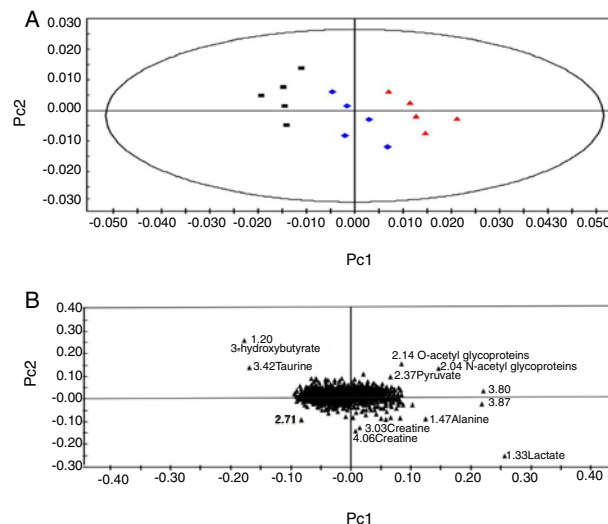 A
0.030
0.020
0.010
0.000
-0.010
-0.020
-0.030
Pc2
-0.050 -0.030 -0.020 -0.010 0.000 0.010 0.020 0.030 0.050
Pc1
B
0.40
0.30
0.20
0.10
-0.00
-0.10
-0.20
-0.30
Pc2
1.20
3-hydroxybutyrate
3.42Taurine
2.14 O-acetyl glycoproteins
2.04 N-acetyl glycoproteins
2.37Pyruvate
3.80
3.87
2.71
1.47Alanine
3.03Creatine
4.06Creatine
1.33Lactate
-0.40 -0.30 -0.20 -0.10 -0.00 0.10 0.20 0.30 0.40
Pc1